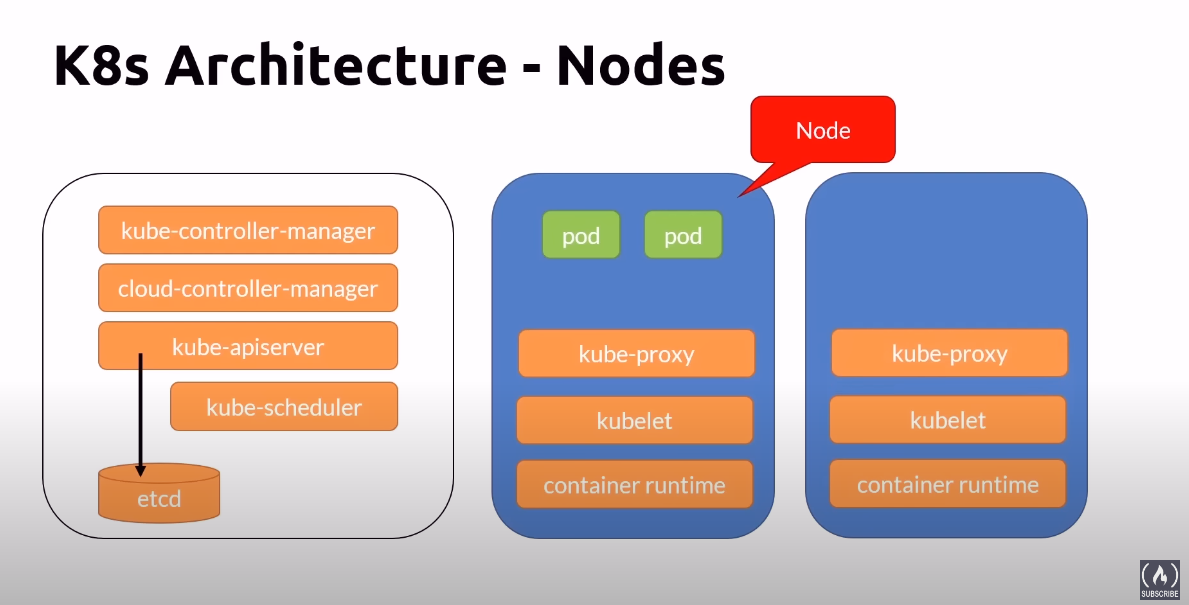 K8s Architecture - Nodes
Node
kube-controller-manager
cloud-controller-manager
kube-apiserver
kube-scheduler
etcd
pod
pod
kube-proxy
kubelet
container runtime
kube-proxy
kubelet
container runtime
SUBSCRIBE